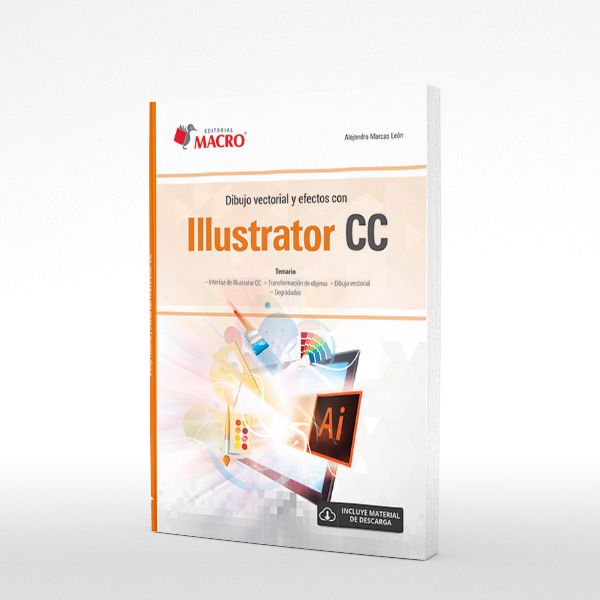 EDITORIAL
MACRO®
Alejandro Marcas León
Dibujo vectorial y efectos con
Illustrator CC
Temario
– Interfaz de Illustrator CC – Transformación de objetos – Dibujo vectorial
– Degradados
Ai
INCLUYE MATERIAL
DE DESCARGA